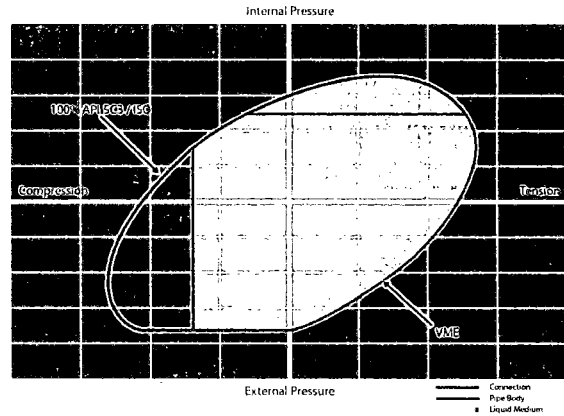 Internal Pressure
100% API 5C3 / ISO
Compression
Tension
VME
External Pressure
Connection
Pipe Body
Liquid Medium